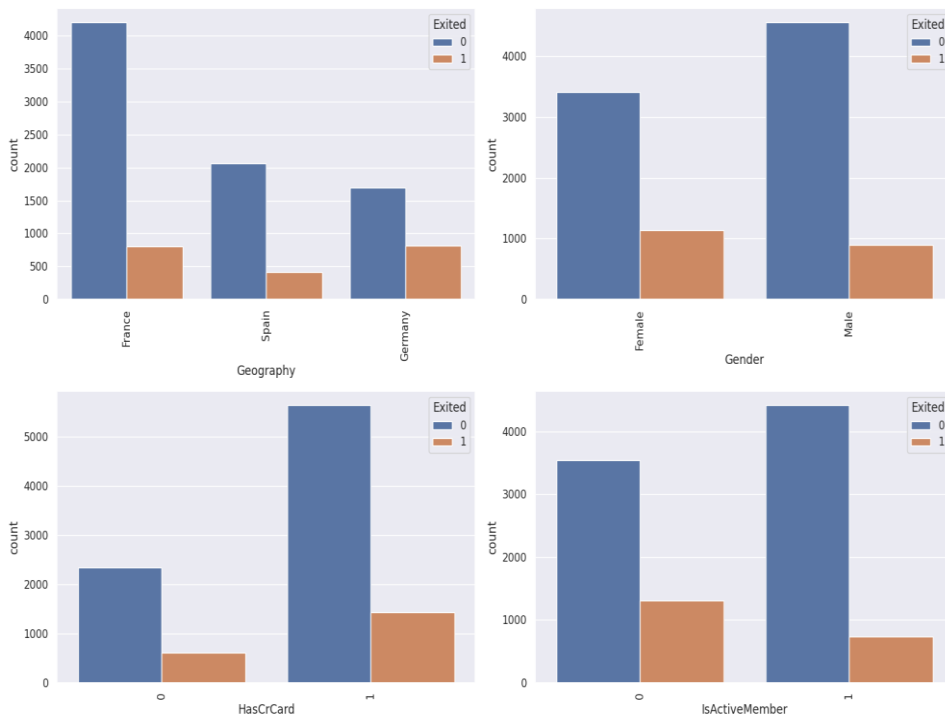 Exited
0
1
4000
3500
3000
2500
2000
1500
1000
500
0
count
France
Spain
Germany
Geography
Exited
0
1
4000
3000
2000
1000
0
count
Female
Male
Gender
Exited
0
1
5000
4000
3000
2000
1000
0
count
0
1
HasCrCard
Exited
0
1
4000
3000
2000
1000
0
count
0
1
IsActiveMember